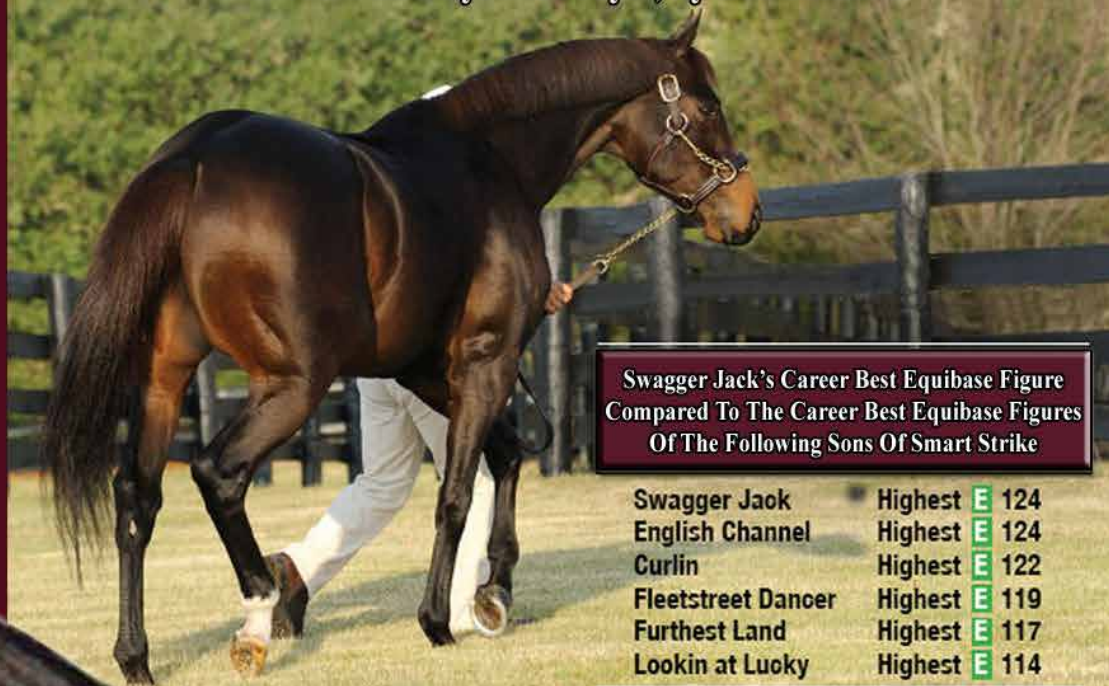 Swagger Jack's Career Best Equibase Figure
Compared To The Career Best Equibase Figures
Of The Following Sons Of Smart Strike
Swagger Jack Highest E 124
English Channel Highest E 124
Curlin Highest E 122
Fleetstreet Dancer Highest E 119
Furthest Land Highest E 117
Lookin at Lucky Highest E 114